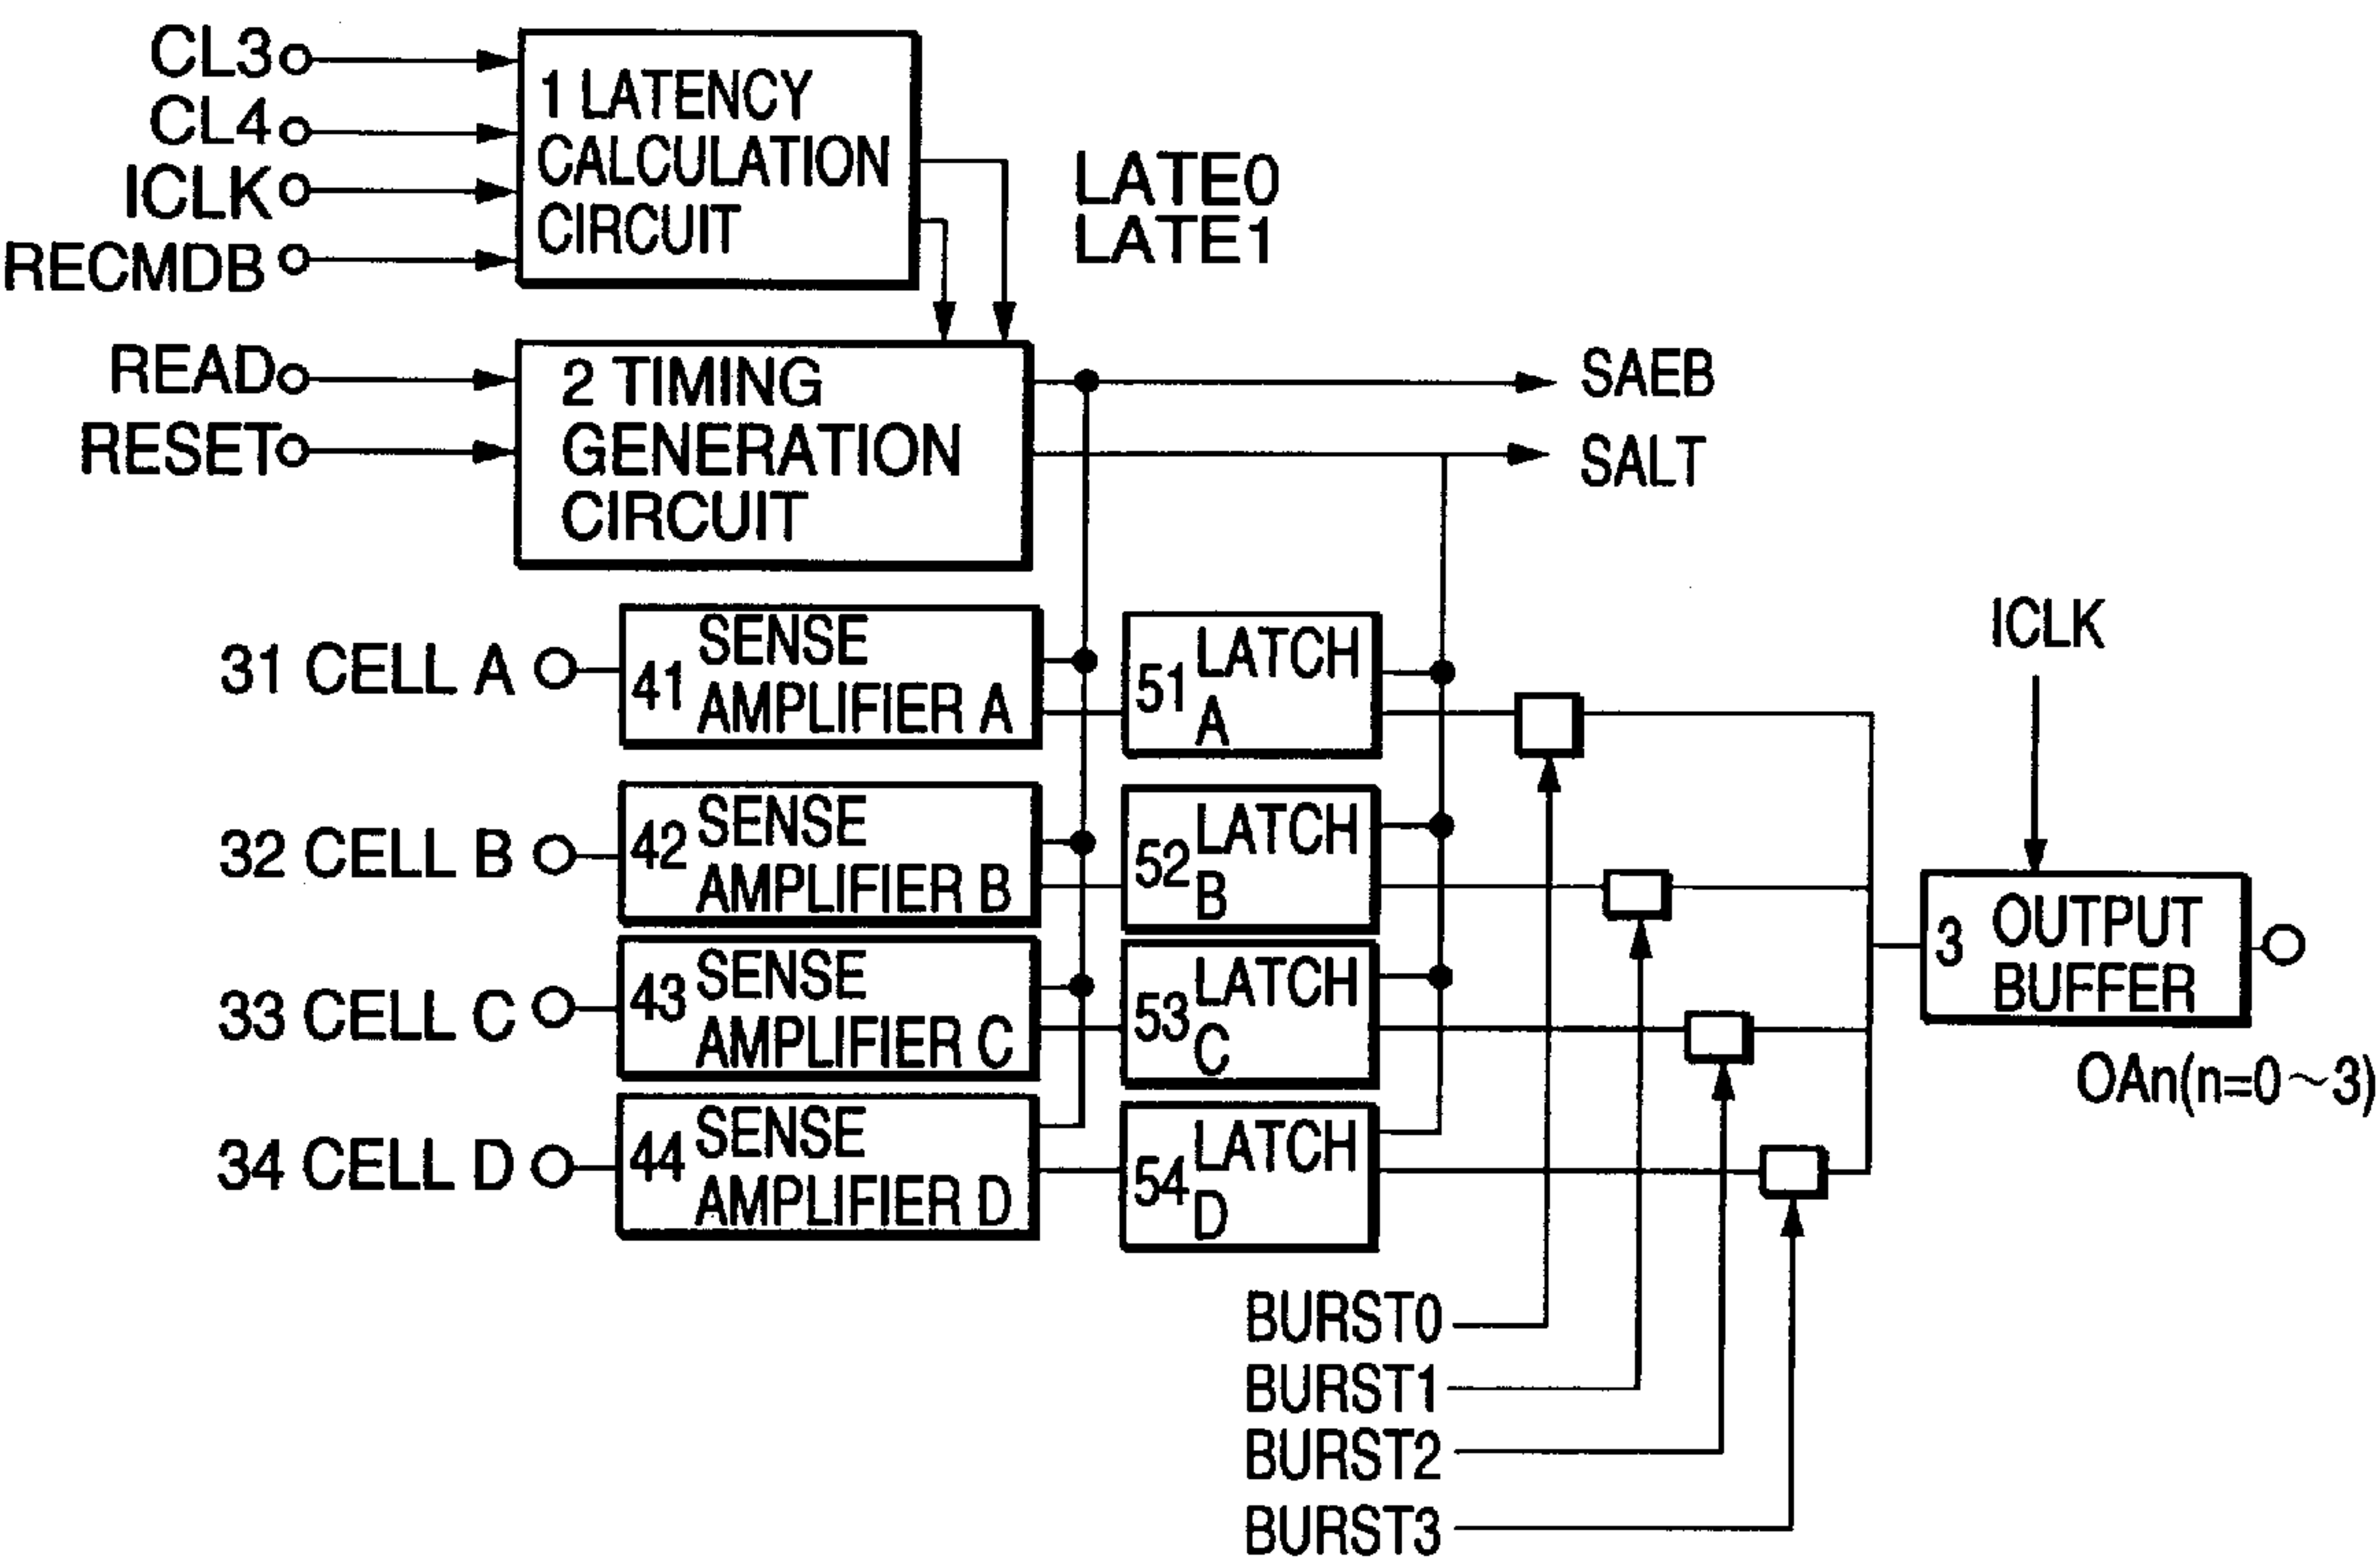 CL3
CL4
ICLK
RECMDB
1 LATENCY
CALCULATION
CIRCUIT
LATE0
LATE1
READ
RESET
2 TIMING
GENERATION
CIRCUIT
SAEB
SALT
31 CELL A
41 SENSE
AMPLIFIER A
51 LATCH
A
ICLK
32 CELL B
42 SENSE
AMPLIFIER B
52 LATCH
B
3 OUTPUT
BUFFER
33 CELL C
43 SENSE
AMPLIFIER C
53 LATCH
C
OAn(n=0～3)
34 CELL D
44 SENSE
AMPLIFIER D
54 LATCH
D
BURST0
BURST1
BURST2
BURST3